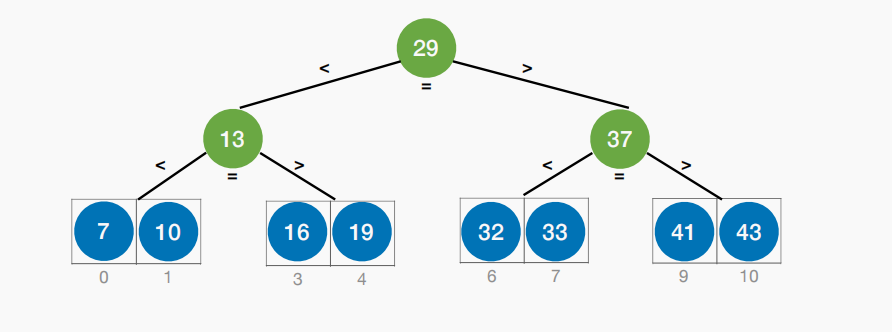 29
< >
=
13 37
< > < >
= =
7 10 16 19 32 33 41 43
0 1 3 4 6 7 9 10